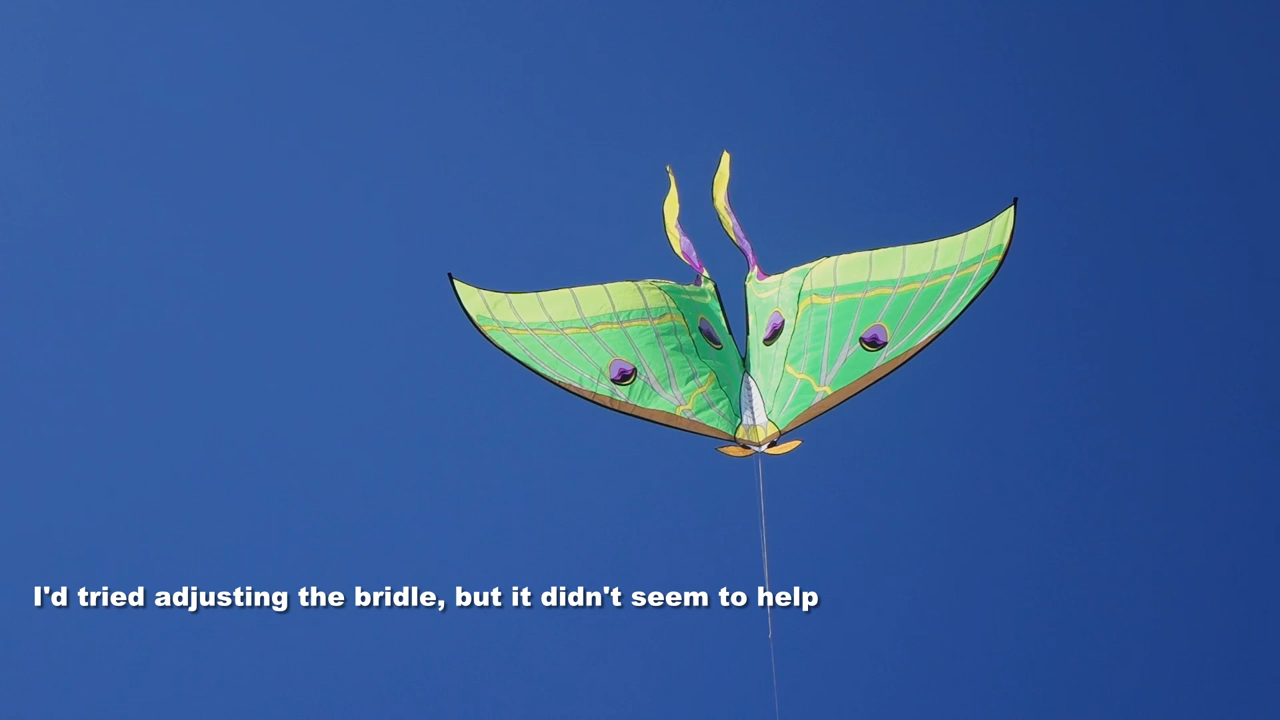 I'd tried adjusting the bridle, but it didn't seem to help